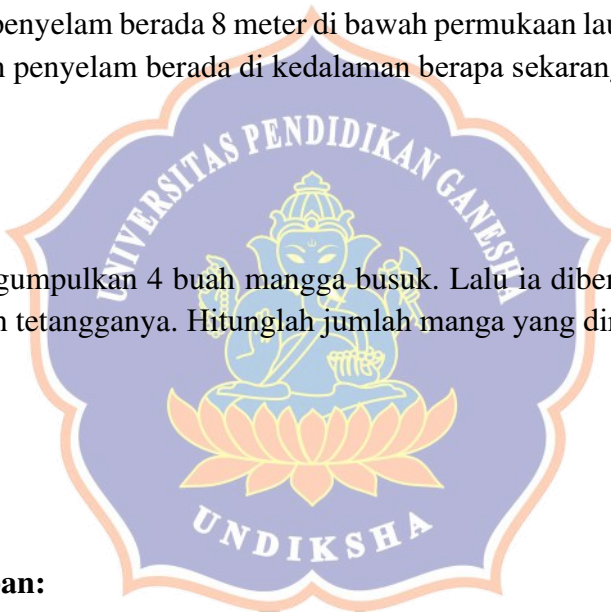 penyelam berada 8 meter di bawah permukaan lau
penyelam berada di kedalaman berapa sekarang
UNIVERSITAS PENDIDIKAN GANESHA
gumpulkan 4 buah mangga busuk. Lalu ia diber
tetangganya. Hitunglah jumlah manga yang dir
UNDIKSHA
an: